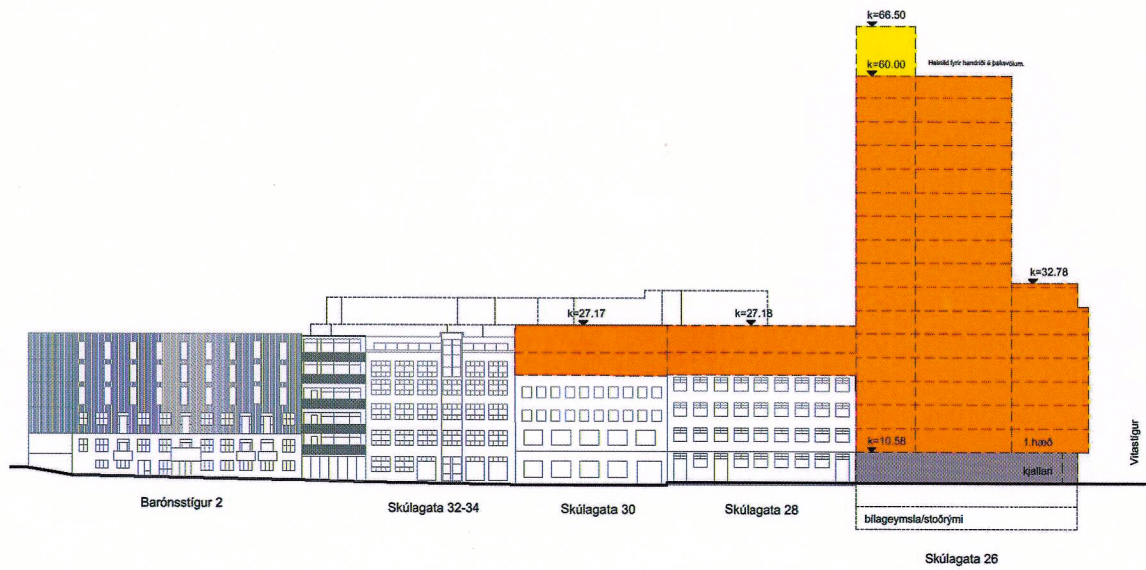 k=66.50
k=60.00
Heimild fyrir handriði á þaksvölum.
k=32.78
k=27.17
k=27.18
k=10.58
1.hæð
kjallari
Vitastígur
bílageymsla/stoðrými
Barónsstígur 2
Skúlagata 32-34
Skúlagata 30
Skúlagata 28
Skúlagata 26